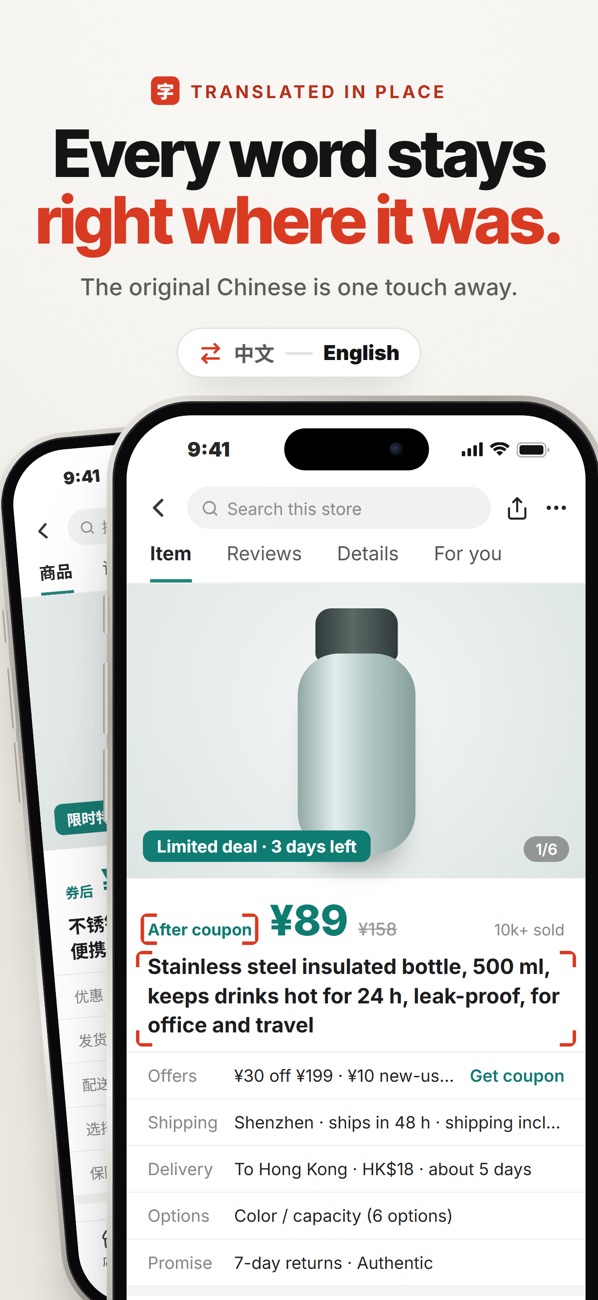 字 TRANSLATED IN PLACE
Every word stays
right where it was.
The original Chinese is one touch away.
中文 English
9:41
商品
限时特
券后
不锈
便携
优惠
发货
配送
选择
9:41
Search this store
Item Reviews Details For you
Limited deal · 3 days left
1/6
After coupon ¥89 ¥158 10k+ sold
Stainless steel insulated bottle, 500 ml,
keeps drinks hot for 24 h, leak-proof, for
office and travel
Offers ¥30 off ¥199 · ¥10 new-us... Get coupon
Shipping Shenzhen · ships in 48 h · shipping incl...
Delivery To Hong Kong · HK$18 · about 5 days
Options Color / capacity (6 options)
Promise 7-day returns · Authentic